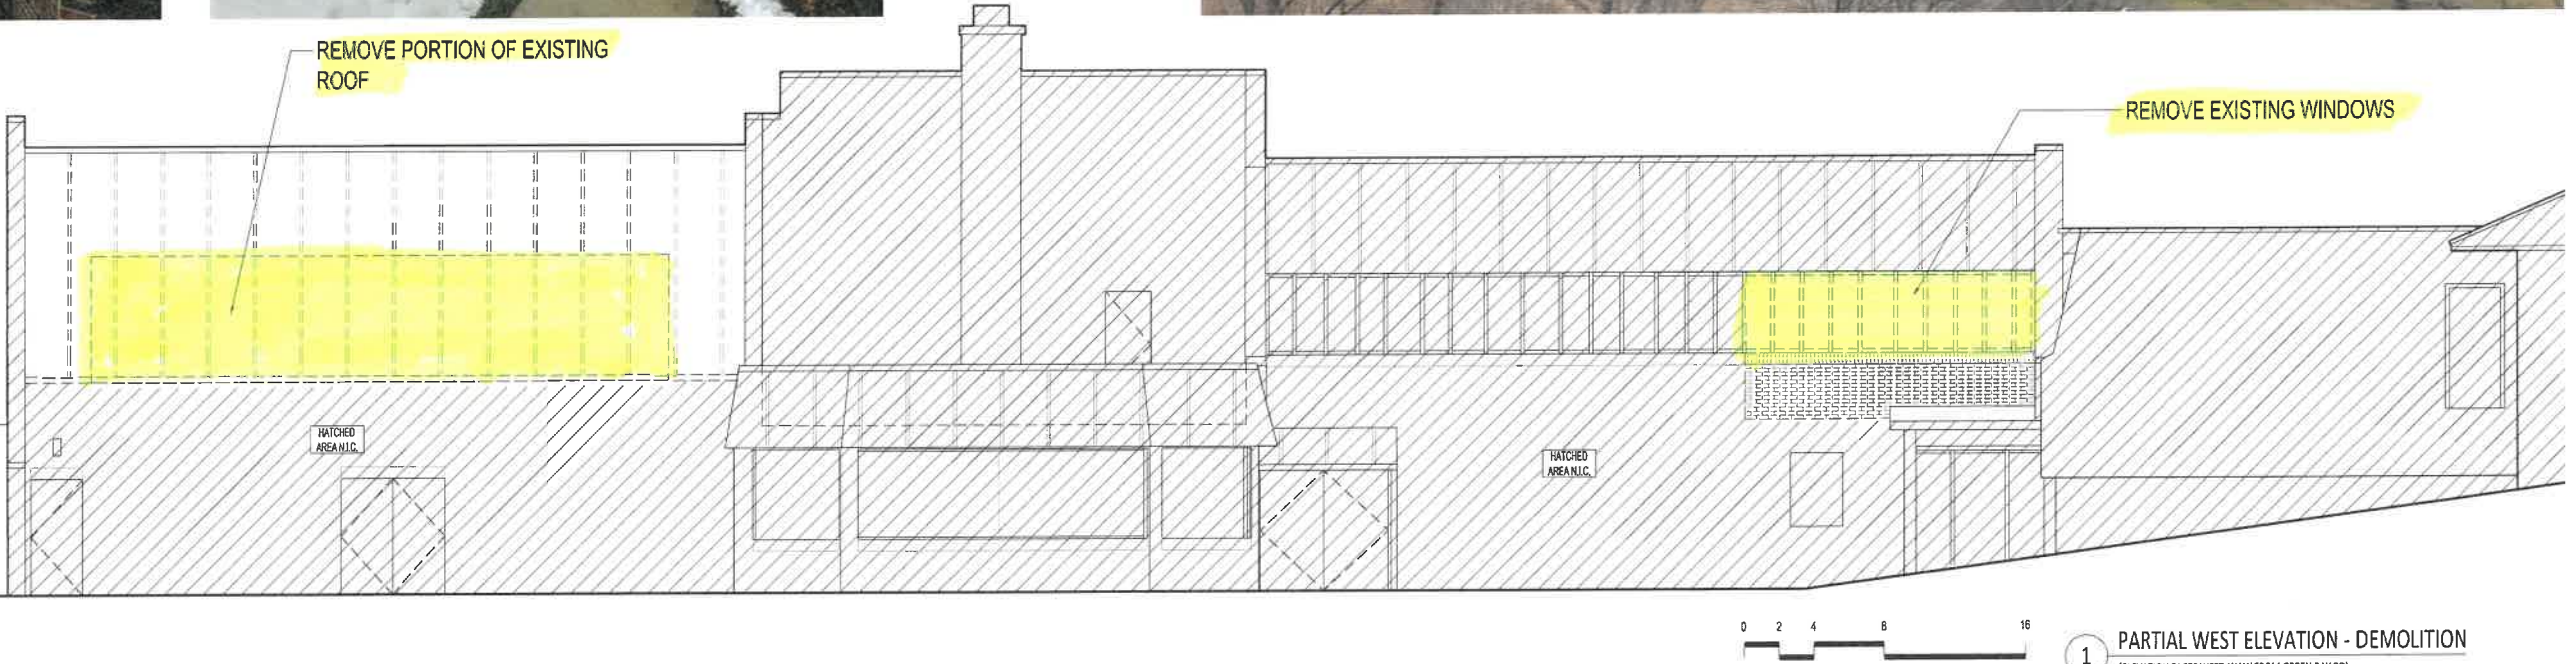 REMOVE PORTION OF EXISTING
ROOF
REMOVE EXISTING WINDOWS
HATCHED
AREA N.I.C.
HATCHED
AREA N.I.C.
0 2 4 8 16
1 PARTIAL WEST ELEVATION - DEMOLITION